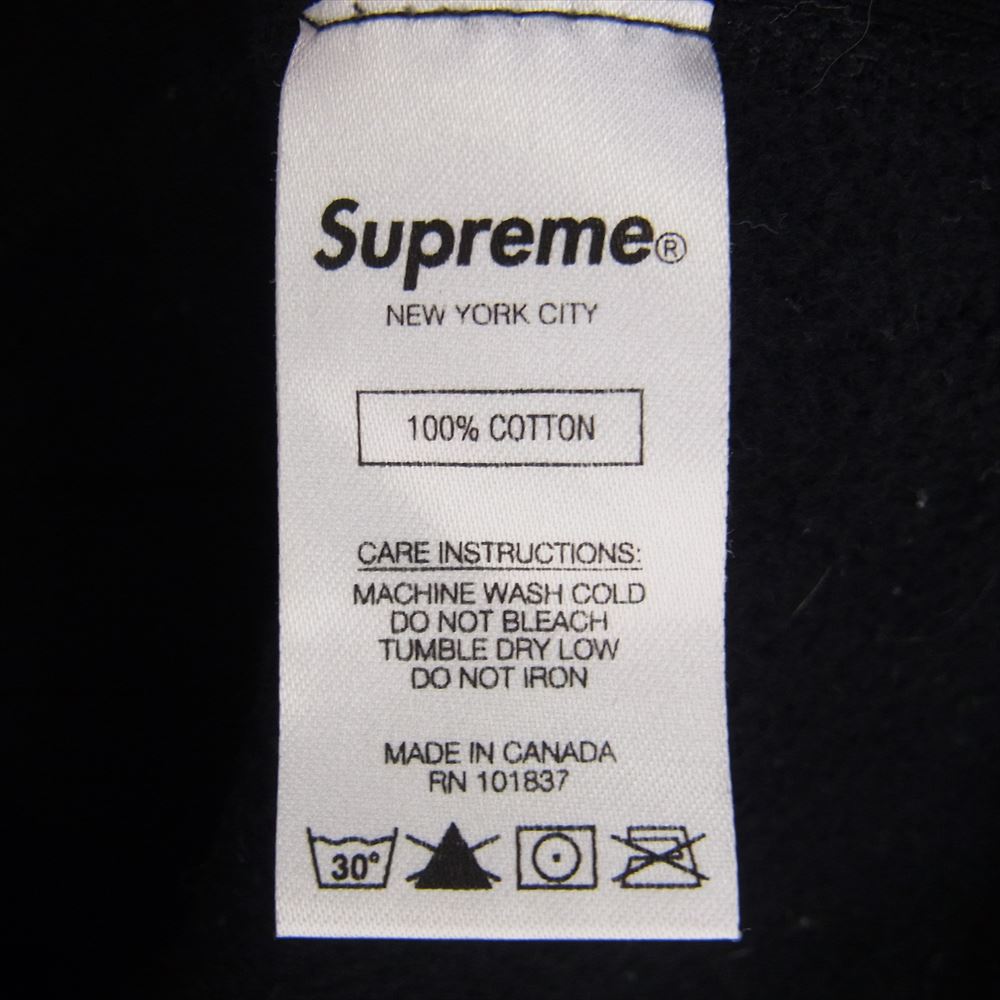 Supreme®
NEW YORK CITY
100% COTTON
CARE INSTRUCTIONS:
MACHINE WASH COLD
DO NOT BLEACH
TUMBLE DRY LOW
DO NOT IRON
MADE IN CANADA
RN 101837
30°